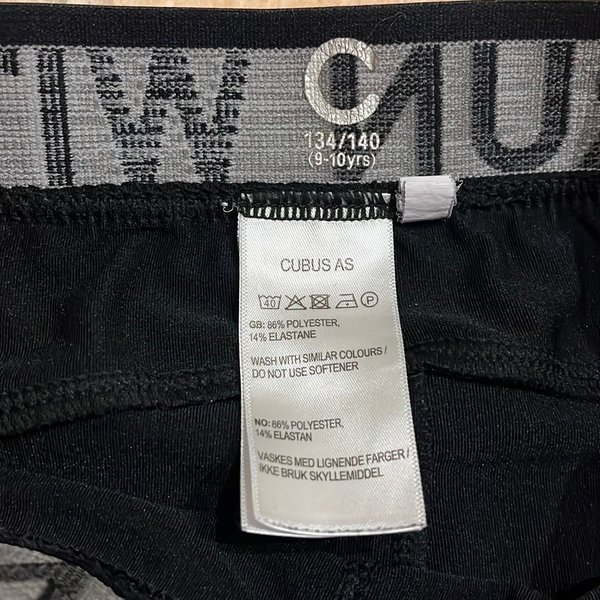 C
134/140
(9-10yrs)
CUBUS AS
40
P
GB: 86% POLYESTER,
14% ELASTANE
WASH WITH SIMILAR COLOURS /
DO NOT USE SOFTENER
NO: 86% POLYESTER,
14% ELASTAN
VASKES MED LIGNENDE FARGER /
IKKE BRUK SKYLLEMIDDEL